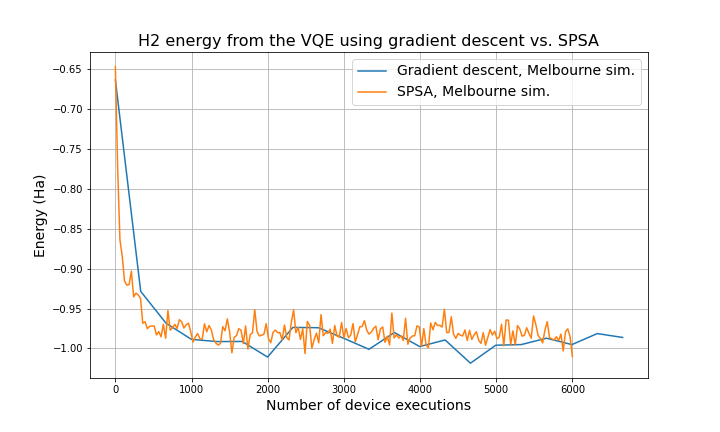 H2 energy from the VQE using gradient descent vs. SPSA
Gradient descent, Melbourne sim.
SPSA, Melbourne sim.
Energy (Ha)
−0.65
−0.70
−0.75
−0.80
−0.85
−0.90
−0.95
−1.00
0 1000 2000 3000 4000 5000 6000
Number of device executions